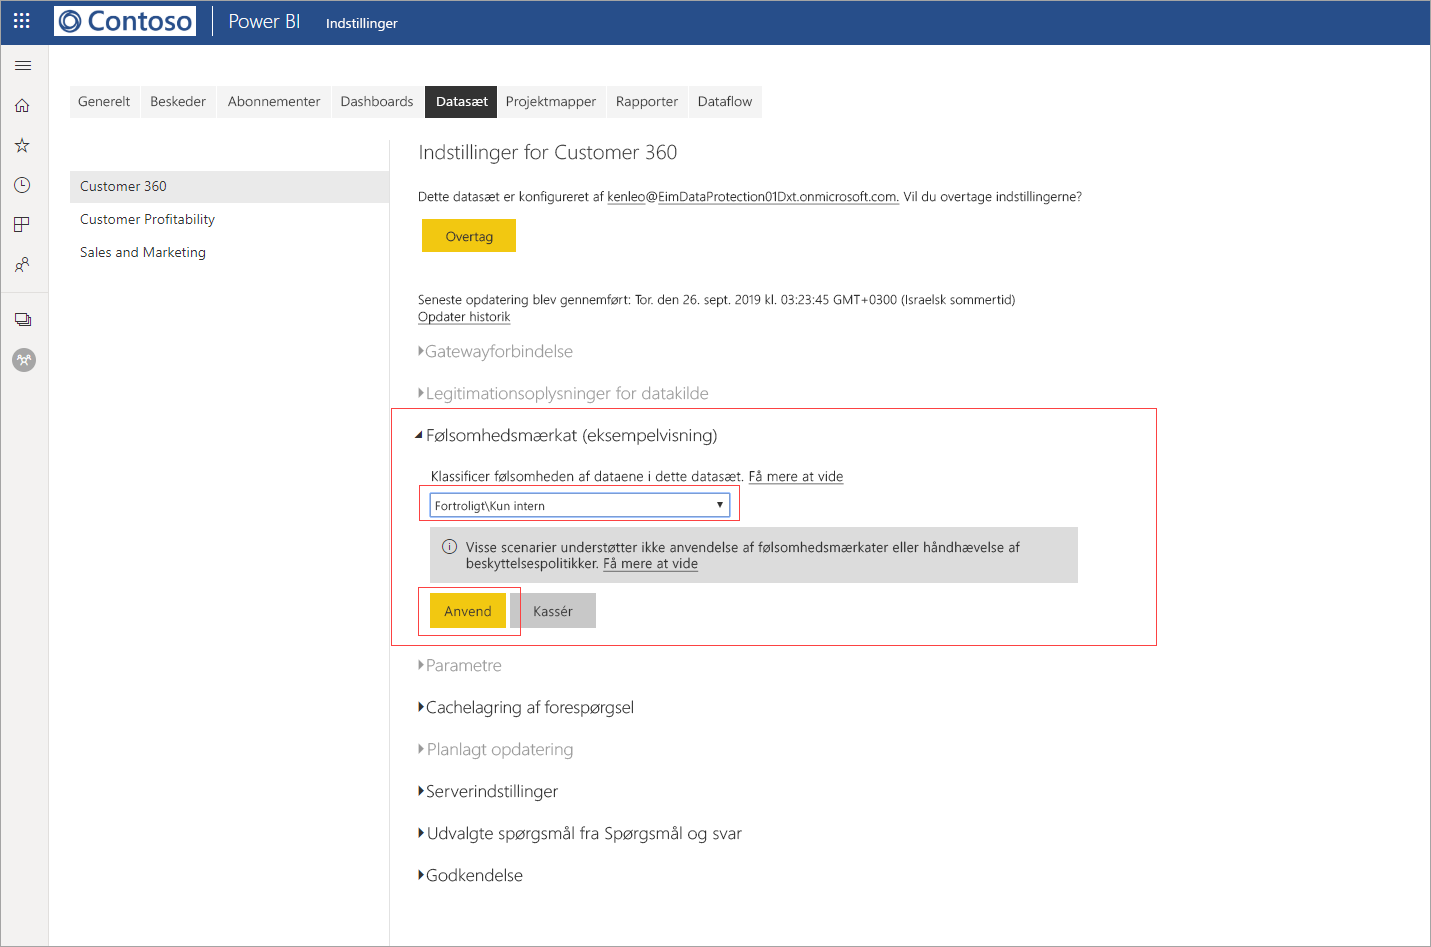 Contoso
Power BI
Indstillinger
Generelt
Beskeder
Abonnementer
Dashboards
Datasæt
Projektmapper
Rapporter
Dataflow
Customer 360
Customer Profitability
Sales and Marketing
Indstillinger for Customer 360
Dette datasæt er konfigureret af kenleo@EimDataProtection01Dxt.onmicrosoft.com. Vil du overtage indstillingerne?
Overtag
Seneste opdatering blev gennemført: Tor. den 26. sept. 2019 kl. 03:23:45 GMT+0300 (Israelsk sommertid)
Opdater historik
Gatewayforbindelse
Legitimationsoplysninger for datakilde
Følsomhedsmærkat (eksempelvisning)
Klassificer følsomheden af dataene i dette datasæt. Få mere at vide
Fortroligt\Kun intern
Visse scenarier understøtter ikke anvendelse af følsomhedsmærkater eller håndhævelse af
beskyttelsespolitikker. Få mere at vide
Anvend
Kassér
Parametre
Cachelagring af forespørgsel
Planlagt opdatering
Serverindstillinger
Udvalgte spørgsmål fra Spørgsmål og svar
Godkendelse